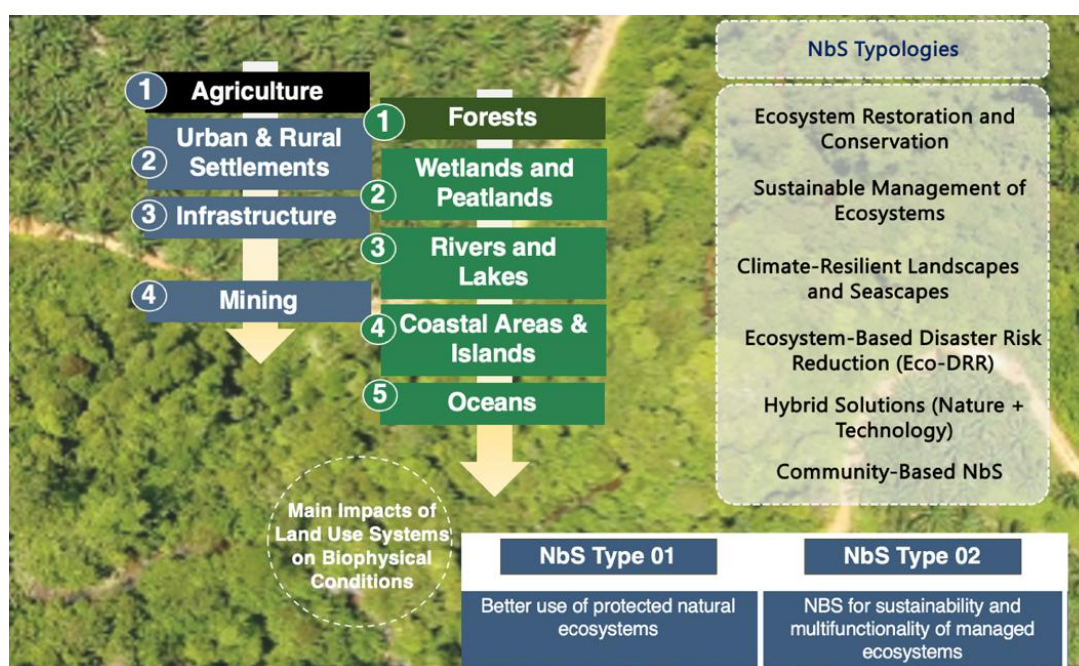 1
Agriculture
2
Urban & Rural
Settlements
3
Infrastructure
4
Mining
1
Forests
2
Wetlands and
Peatlands
3
Rivers and
Lakes
4
Coastal Areas &
Islands
5
Oceans
Main Impacts of
Land Use Systems
on Biophysical
Conditions
NbS Typologies
Ecosystem Restoration and
Conservation
Sustainable Management of
Ecosystems
Climate-Resilient Landscapes
and Seascapes
Ecosystem-Based Disaster Risk
Reduction (Eco-DRR)
Hybrid Solutions (Nature +
Technology)
Community-Based NbS
NbS Type 01
Better use of protected natural
ecosystems
NbS Type 02
NBS for sustainability and
multifunctionality of managed
ecosystems